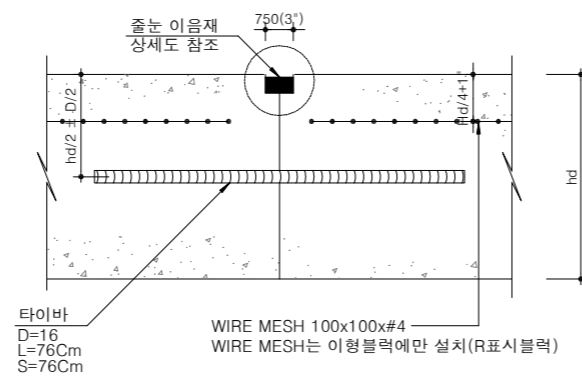 줄눈 이음재
상세도 참조
750(3")
hd/2 ± D/2
Hd/4+1"
hd
타이바
D=16
L=76Cm
S=76Cm
WIRE MESH 100x100x#4
WIRE MESH는 이형블럭에만 설치(R표시블럭)